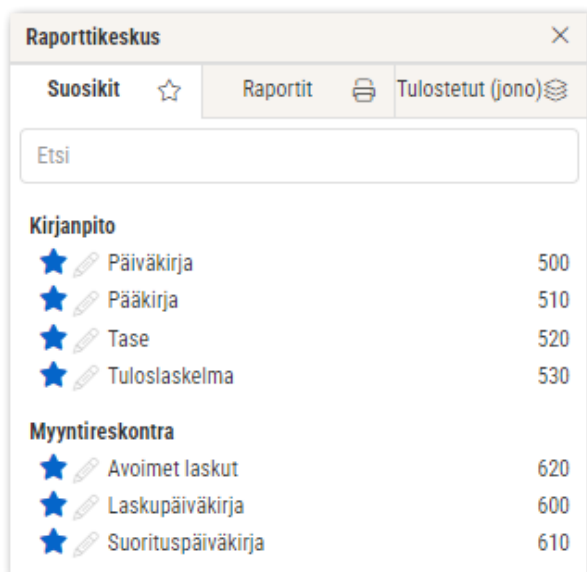 Raporttikeskus
Suosikit Raportit Tulostetut (jono)
Etsi
Kirjanpito
Päiväkirja 500
Pääkirja 510
Tase 520
Tuloslaskelma 530
Myyntireskontra
Avoimet laskut 620
Laskupäiväkirja 600
Suorituspäiväkirja 610